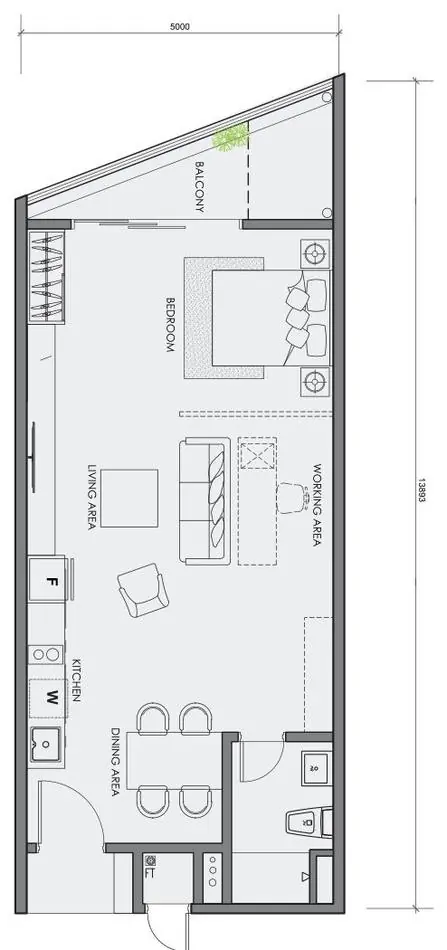 5000
BALCONY
BEDROOM
13893
LIVING AREA
WORKING AREA
F
KITCHEN
W
DINING AREA
FT